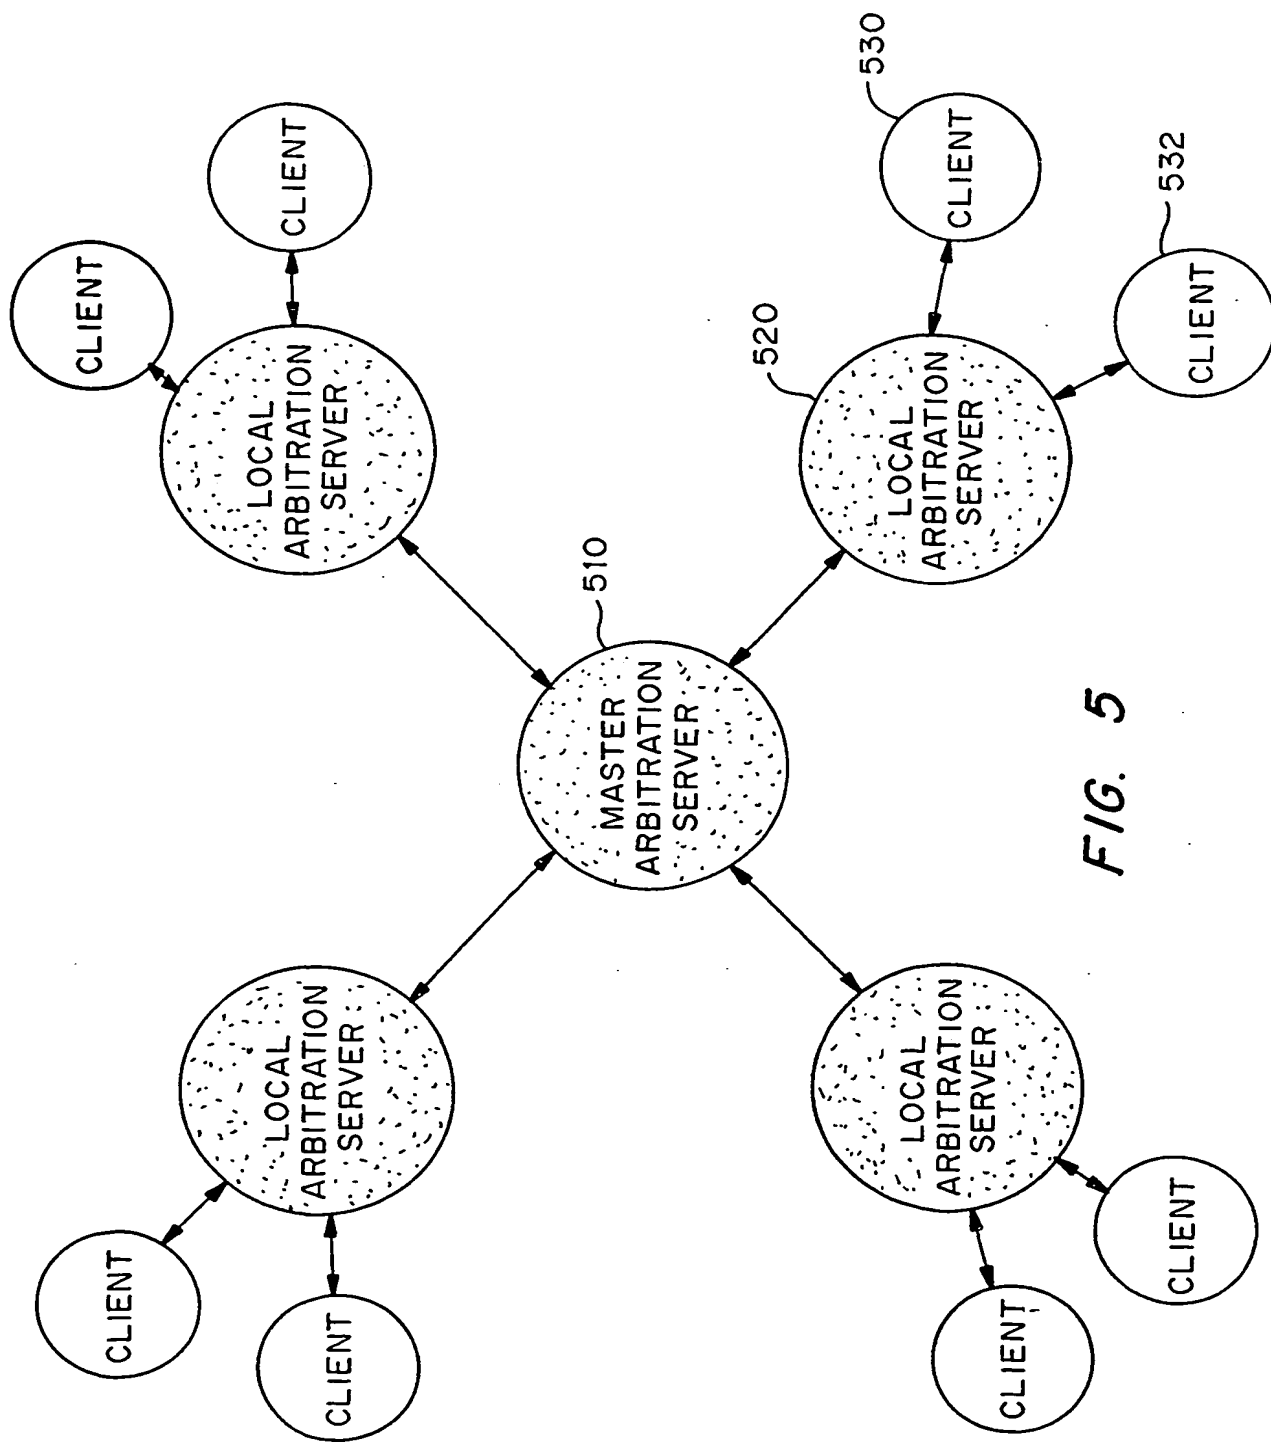 CLIENT
CLIENT
LOCAL
ARBITRATION
SERVER
LOCAL
ARBITRATION
SERVER
CLIENT
CLIENT
510
MASTER
ARBITRATION
SERVER
520
530
LOCAL
ARBITRATION
SERVER
LOCAL
ARBITRATION
SERVER
CLIENT
CLIENT
532
CLIENT
CLIENT
FIG. 5